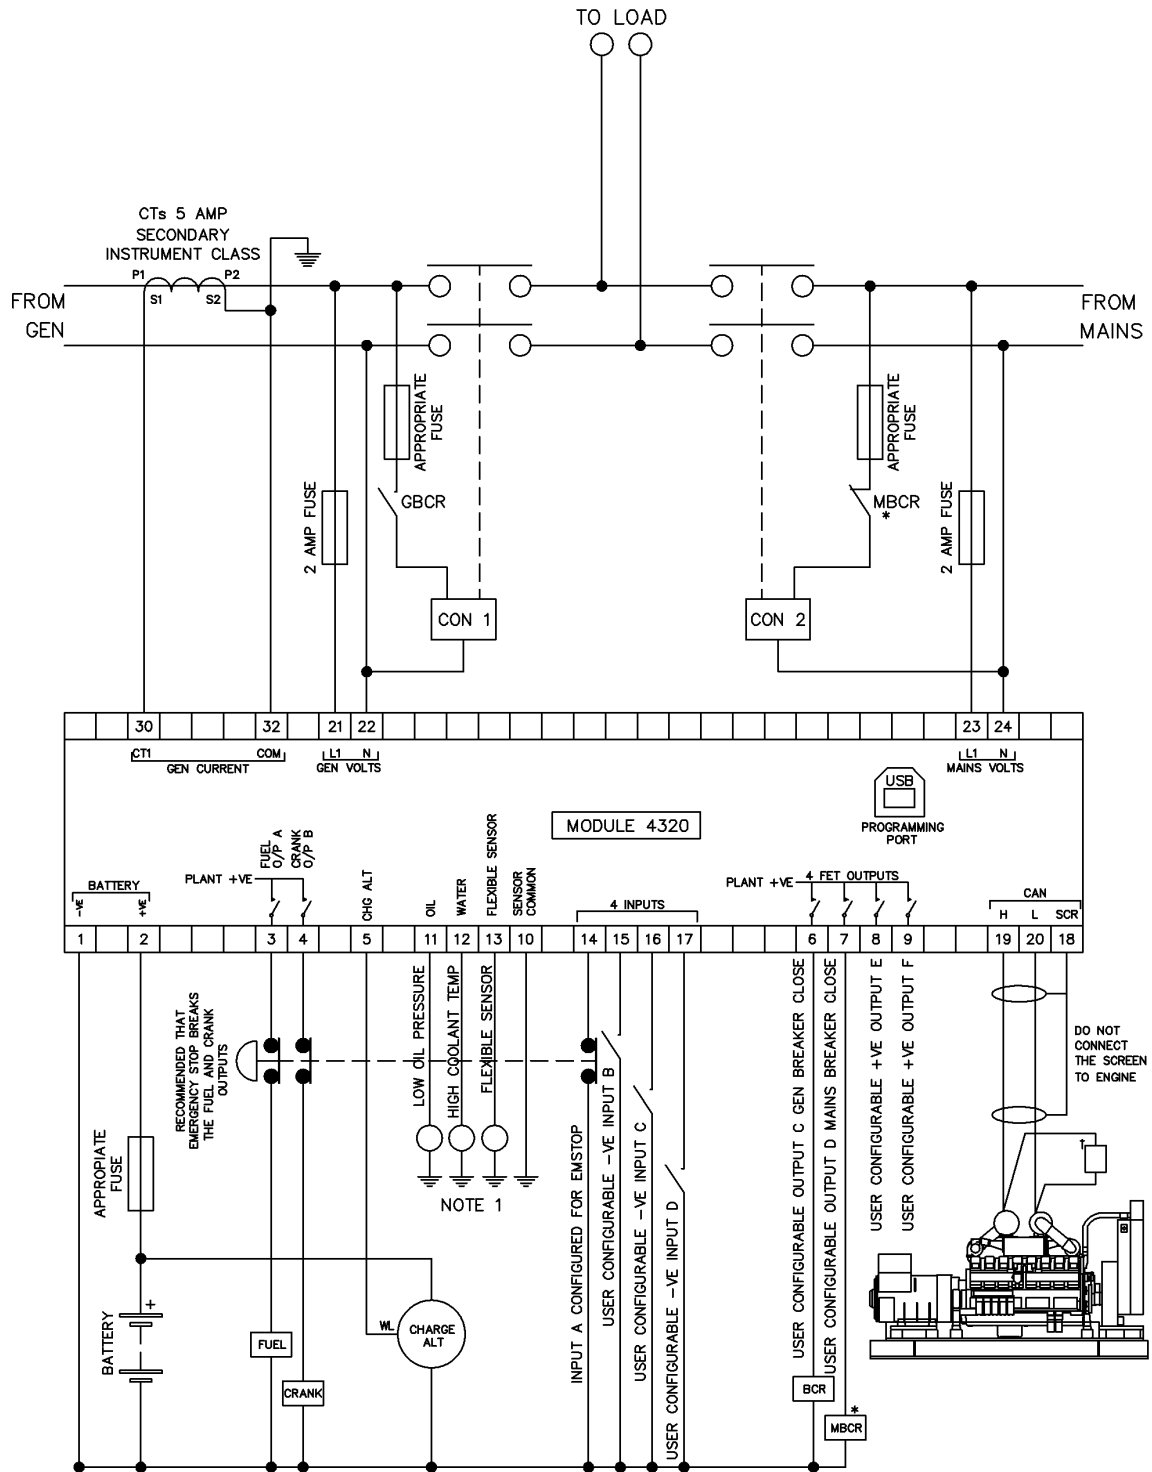 TO LOAD
CTs 5 AMP
SECONDARY
INSTRUMENT CLASS
P1
P2
S1
S2
FROM
GEN
FROM
MAINS
APPROPRIATE
FUSE
APPROPRIATE
FUSE
2 AMP FUSE
GBCR
MBCR
*
2 AMP FUSE
CON 1
CON 2
30
32
21
22
23
24
CT1
COM
L1
N
L1
N
GEN CURRENT
GEN VOLTS
MAINS VOLTS
USB
PROGRAMMING
PORT
MODULE 4320
BATTERY
-VE
+VE
PLANT +VE
FUEL
O/P A
CRANK
O/P B
CHG ALT
OIL
WATER
FLEXIBLE SENSOR
SENSOR
COMMON
4 INPUTS
PLANT +VE
4 FET OUTPUTS
CAN
H
L
SCR
1
2
3
4
5
11
12
13
10
14
15
16
17
6
7
8
9
19
20
18
RECOMMENDED THAT
EMERGENCY STOP BREAKS
THE FUEL AND CRANK
OUTPUTS
LOW OIL PRESSURE
HIGH COOLANT TEMP
FLEXIBLE SENSOR
NOTE 1
INPUT A CONFIGURED FOR EMSTOP
USER CONFIGURABLE -VE INPUT B
USER CONFIGURABLE -VE INPUT C
USER CONFIGURABLE -VE INPUT D
USER CONFIGURABLE OUTPUT C GEN BREAKER CLOSE
USER CONFIGURABLE OUTPUT D MAINS BREAKER CLOSE
USER CONFIGURABLE +VE OUTPUT E
USER CONFIGURABLE +VE OUTPUT F
DO NOT
CONNECT
THE SCREEN
TO ENGINE
APPROPIATE
FUSE
+
BATTERY
FUEL
CRANK
WL
CHARGE
ALT
BCR
*
MBCR